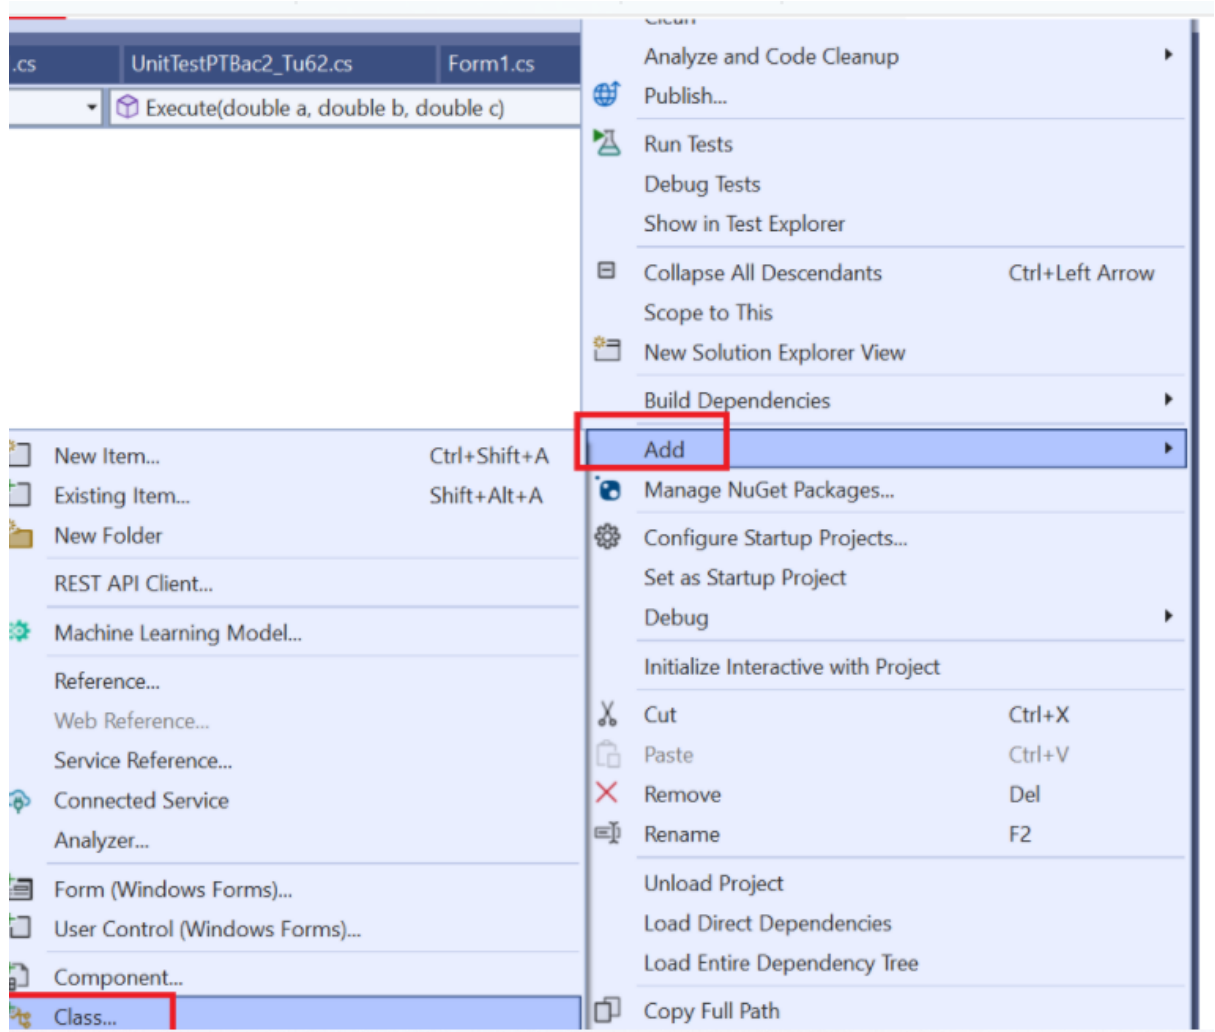 Clean
.cs UnitTestPTBac2_Tu62.cs Form1.cs
Execute(double a, double b, double c)
Analyze and Code Cleanup
Publish...
Run Tests
Debug Tests
Show in Test Explorer
Collapse All Descendants Ctrl+Left Arrow
Scope to This
New Solution Explorer View
Build Dependencies
Add
Manage NuGet Packages...
Configure Startup Projects...
Set as Startup Project
Debug
Initialize Interactive with Project
Cut Ctrl+X
Paste Ctrl+V
Remove Del
Rename F2
Unload Project
Load Direct Dependencies
Load Entire Dependency Tree
Copy Full Path
New Item... Ctrl+Shift+A
Existing Item... Shift+Alt+A
New Folder
REST API Client...
Machine Learning Model...
Reference...
Web Reference...
Service Reference...
Connected Service
Analyzer...
Form (Windows Forms)...
User Control (Windows Forms)...
Component...
Class...